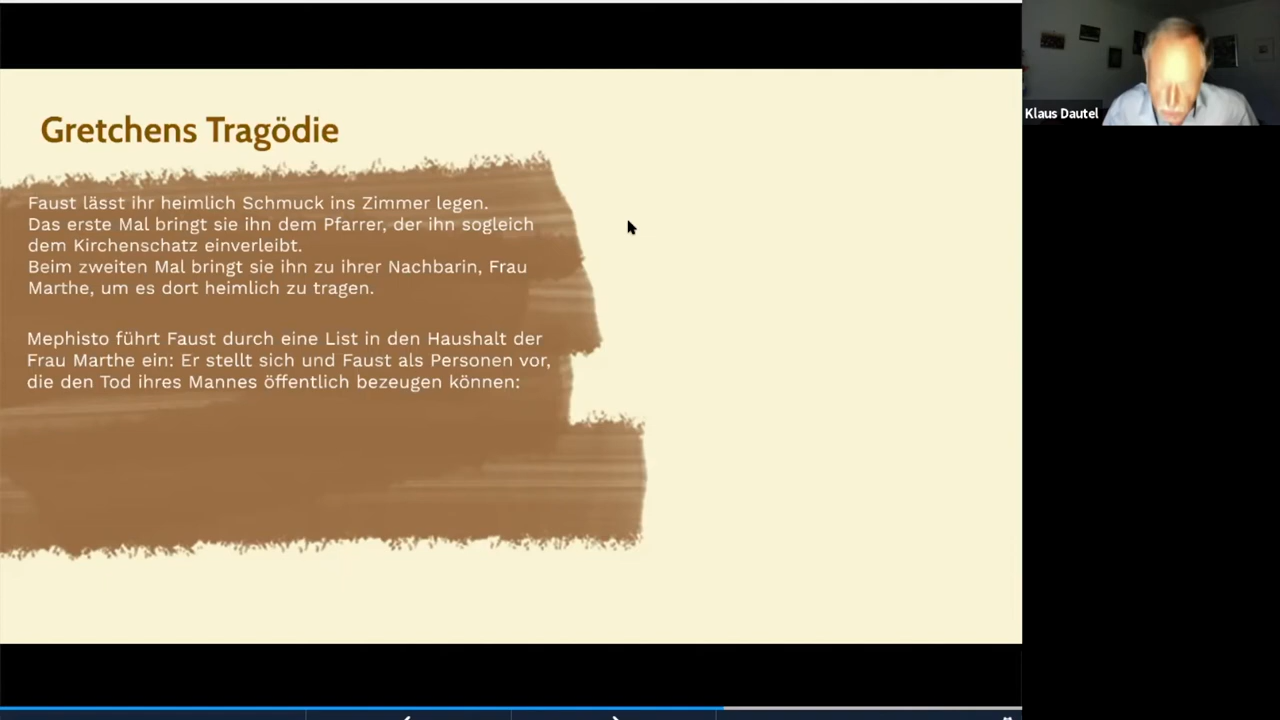 Gretchens Tragödie
Faust lässt ihr heimlich Schmuck ins Zimmer legen.
Das erste Mal bringt sie ihn dem Pfarrer, der ihn sogleich
dem Kirchenschatz einverleibt.
Beim zweiten Mal bringt sie ihn zu ihrer Nachbarin, Frau
Marthe, um es dort heimlich zu tragen.
Mephisto führt Faust durch eine List in den Haushalt der
Frau Marthe ein: Er stellt sich und Faust als Personen vor,
die den Tod ihres Mannes öffentlich bezeugen können:
Klaus Dautel